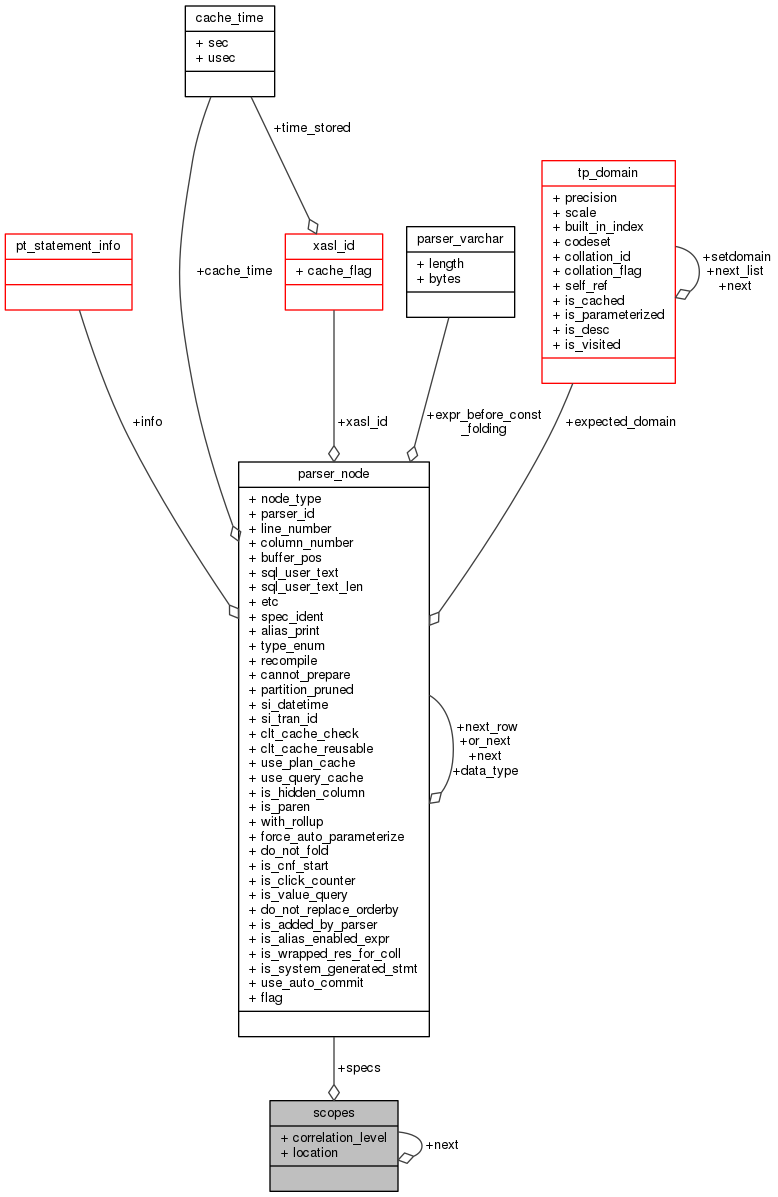 cache_time
+ sec
+ usec
+time_stored
tp_domain
+ precision
+ scale
+ built_in_index
+ codeset
+ collation_id
+ collation_flag
+ self_ref
+ is_cached
+ is_parameterized
+ is_desc
+ is_visited
+setdomain
+next_list
+next
pt_statement_info
xasl_id
+ cache_flag
parser_varchar
+ length
+ bytes
+cache_time
+info
+xasl_id
+expr_before_const
_folding
+expected_domain
parser_node
+ node_type
+ parser_id
+ line_number
+ column_number
+ buffer_pos
+ sql_user_text
+ sql_user_text_len
+ etc
+ spec_ident
+ alias_print
+ type_enum
+ recompile
+ cannot_prepare
+ partition_pruned
+ si_datetime
+ si_tran_id
+ clt_cache_check
+ clt_cache_reusable
+ use_plan_cache
+ use_query_cache
+ is_hidden_column
+ is_paren
+ with_rollup
+ force_auto_parameterize
+ do_not_fold
+ is_cnf_start
+ is_click_counter
+ is_value_query
+ do_not_replace_orderby
+ is_added_by_parser
+ is_alias_enabled_expr
+ is_wrapped_res_for_coll
+ is_system_generated_stmt
+ use_auto_commit
+ flag
+next_row
+or_next
+next
+data_type
+specs
scopes
+ correlation_level
+ location
+next